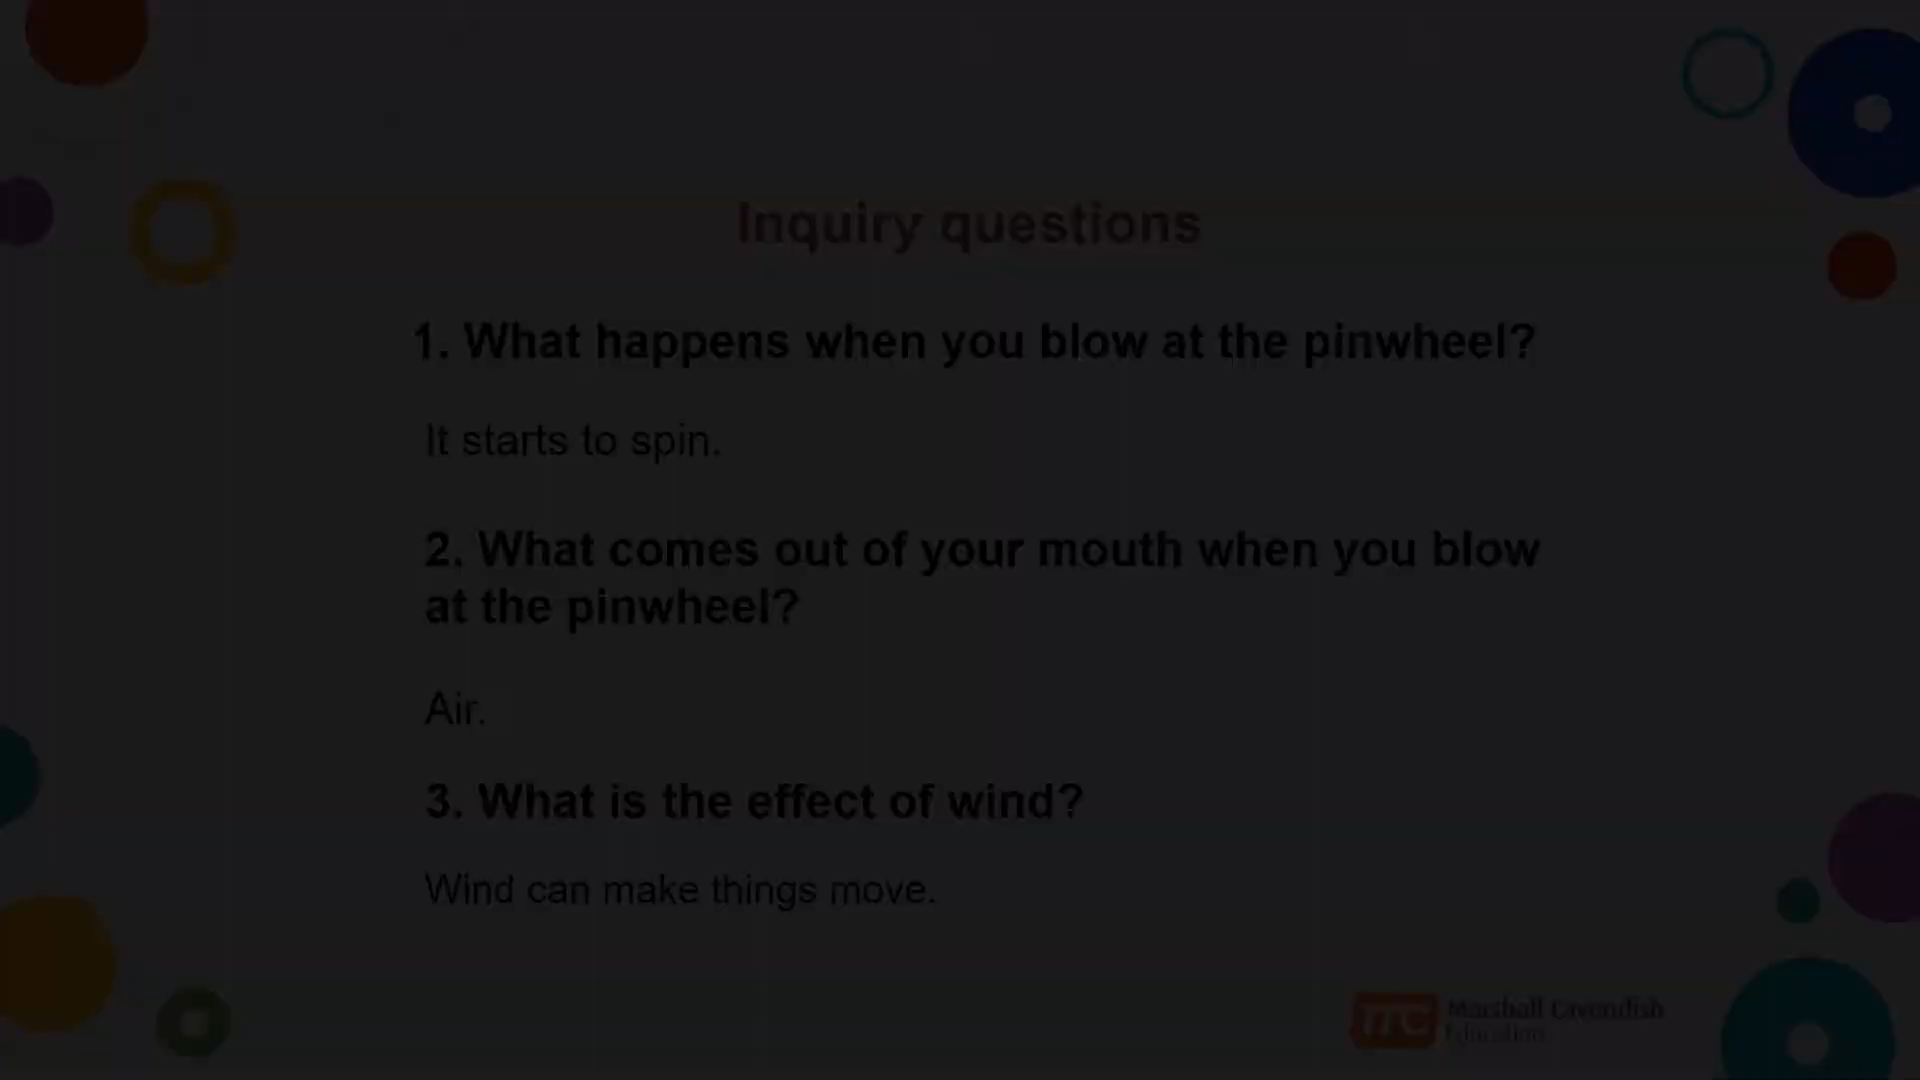 Inquiry questions
1. What happens when you blow at the pinwheel?
It starts to spin.
2. What comes out of your mouth when you blow
at the pinwheel?
Air.
3. What is the effect of wind?
Wind can make things move.
mc Marshall Cavendish
Education